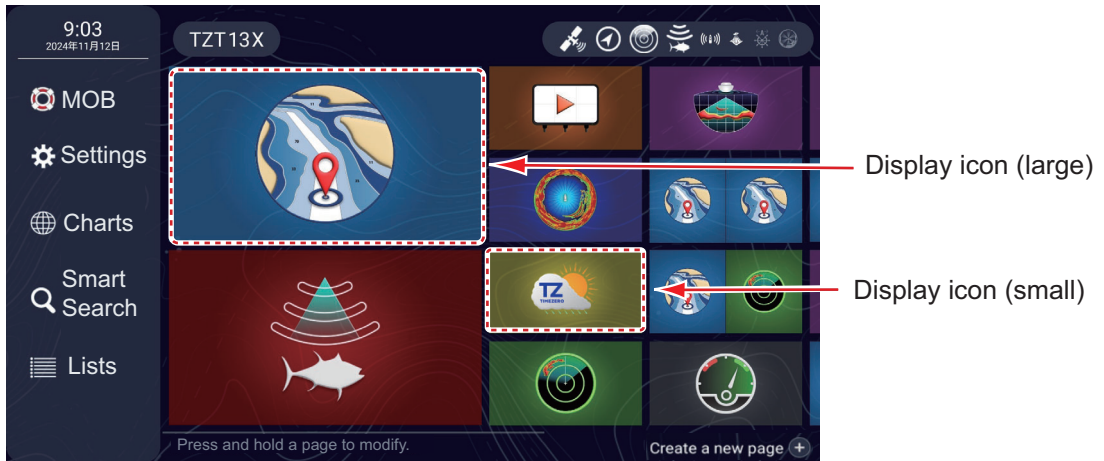 9:03
2024年11月12日
TZT13X
MOB
Settings
Charts
Smart
Search
Lists
TZ
TIMEZERO
Display icon (large)
Display icon (small)
Press and hold a page to modify.
Create a new page +